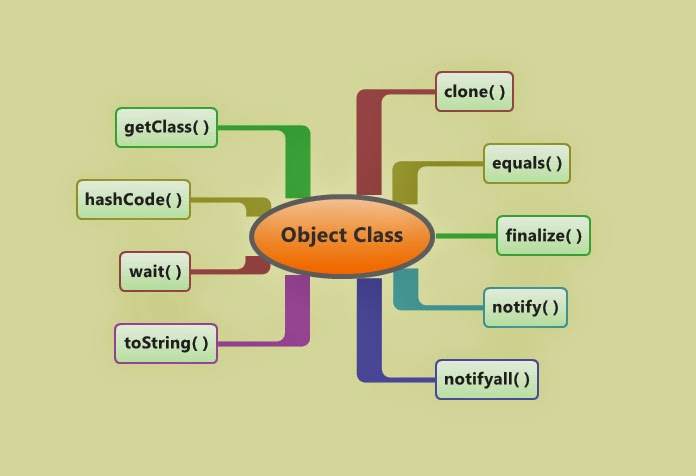 clone( )
getClass( )
equals( )
hashCode( )
Object Class
finalize( )
wait( )
notify( )
toString( )
notifyall( )